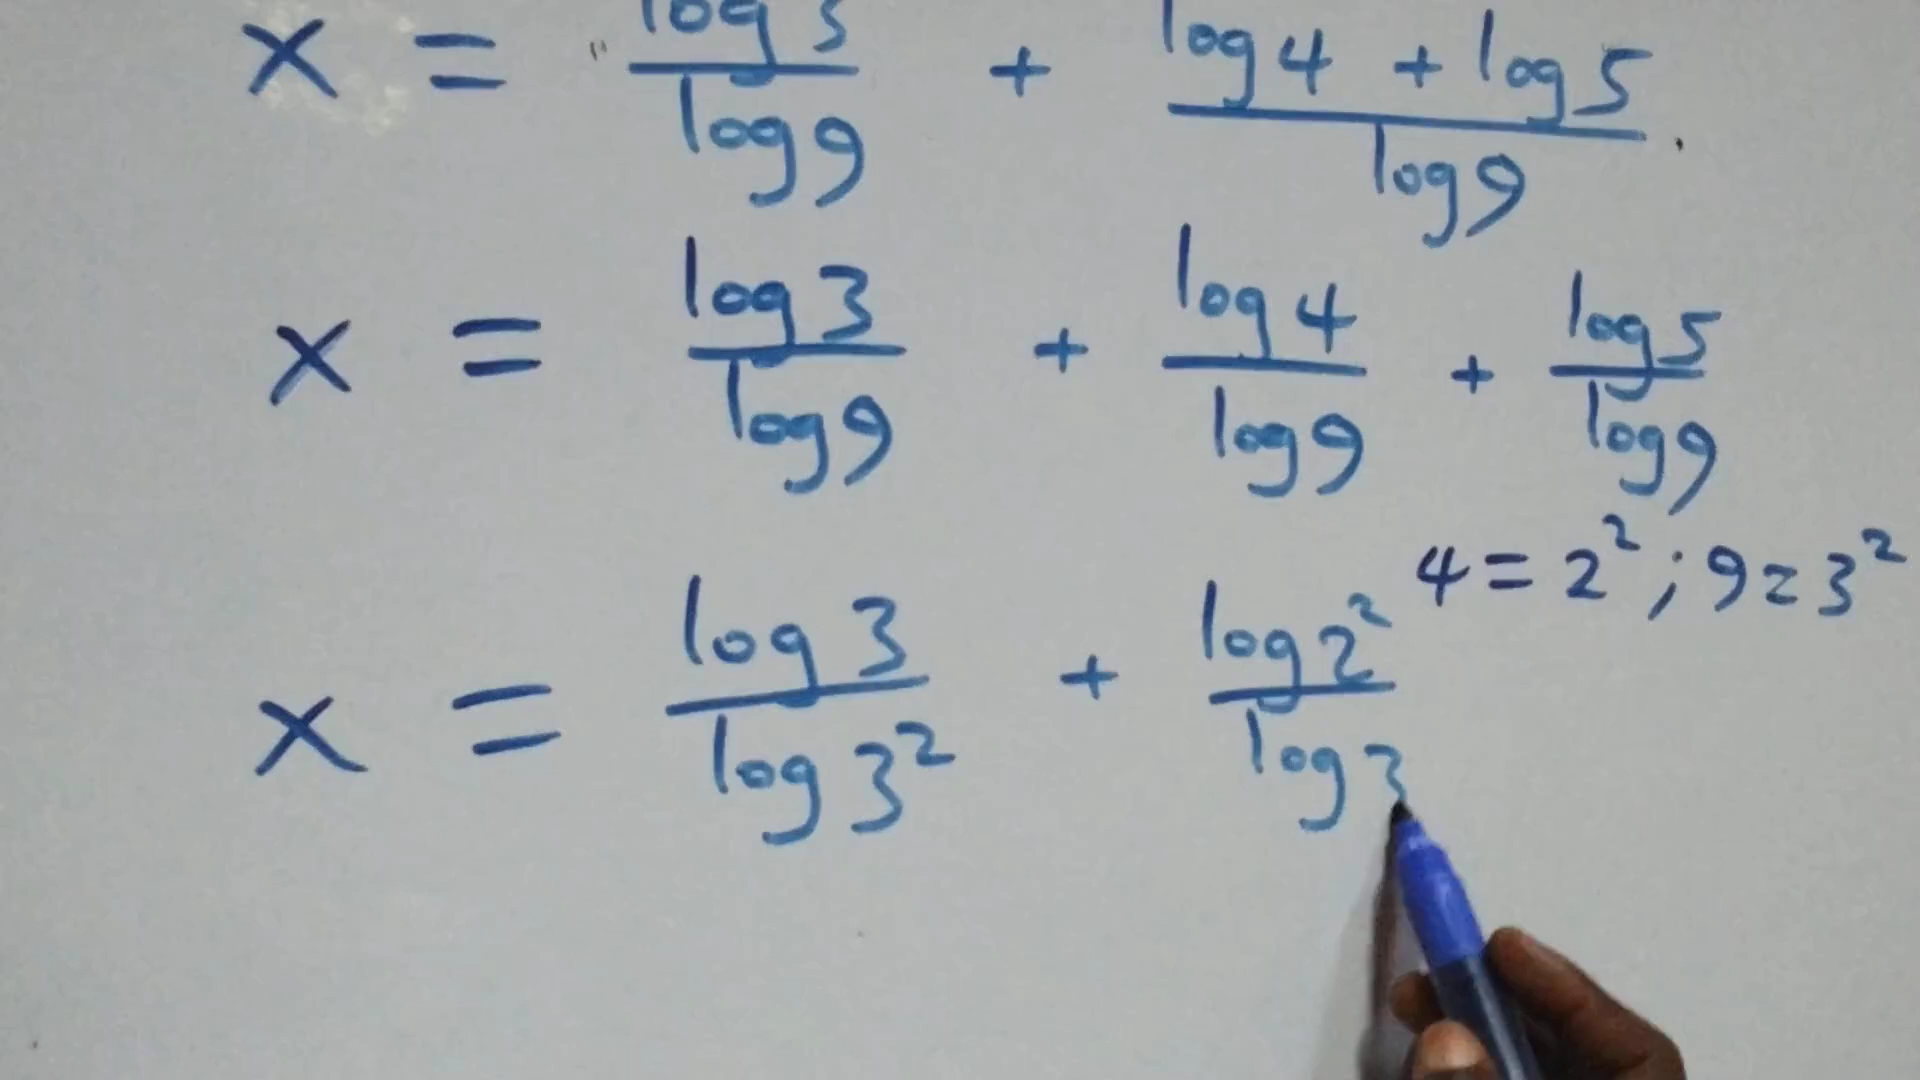 x = log 3 / log 9 + (log 4 + log 5) / log 9
x = log 3 / log 9 + log 4 / log 9 + log 5 / log 9
4 = 2² ; 9 = 3²
x = log 3 / log 3² + log 2² / log 3